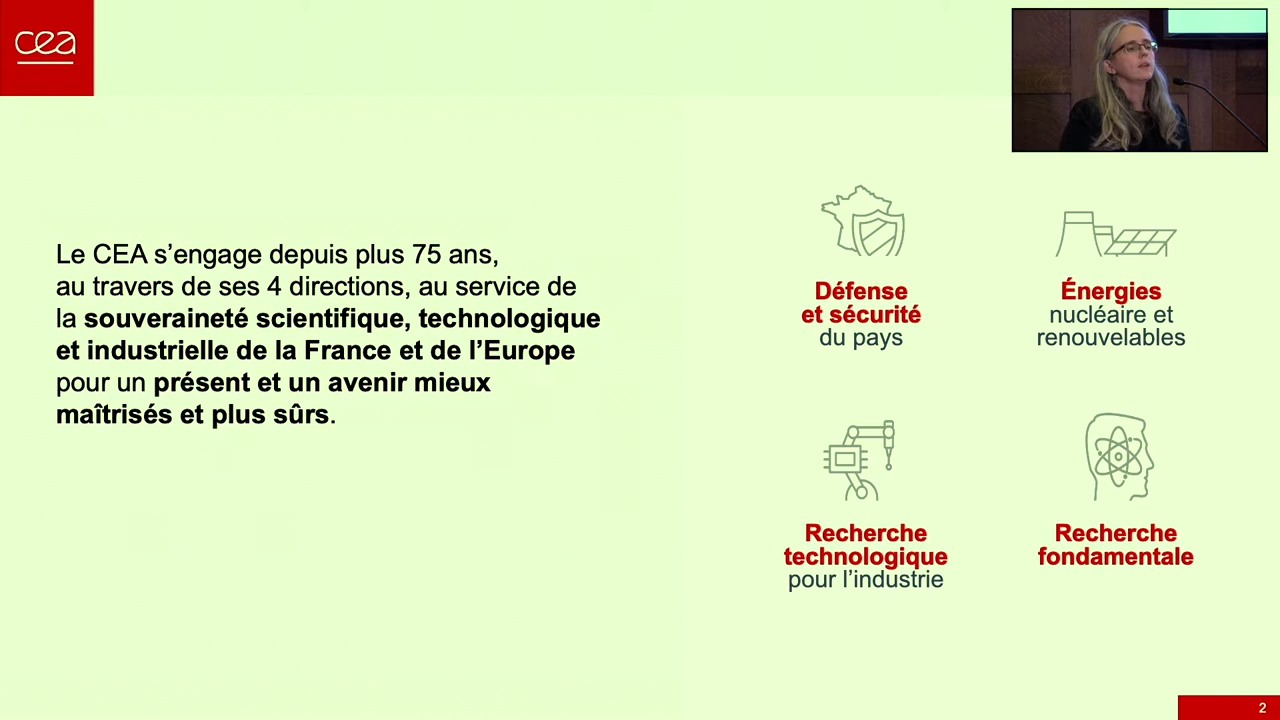 cea
Le CEA s’engage depuis plus 75 ans,
au travers de ses 4 directions, au service de
la souveraineté scientifique, technologique
et industrielle de la France et de l’Europe
pour un présent et un avenir mieux
maîtrisés et plus sûrs.
Défense
et sécurité
du pays
Énergies
nucléaire et
renouvelables
Recherche
technologique
pour l’industrie
Recherche
fondamentale
2